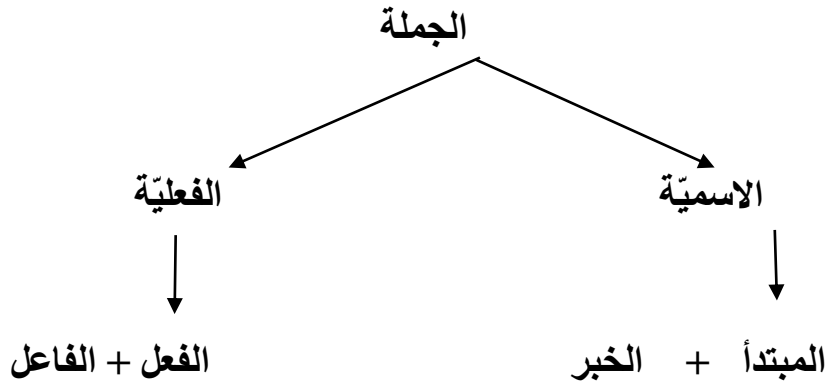 الجملة
الاسميّة الفعليّة
المبتدأ + الخبر الفعل + الفاعل